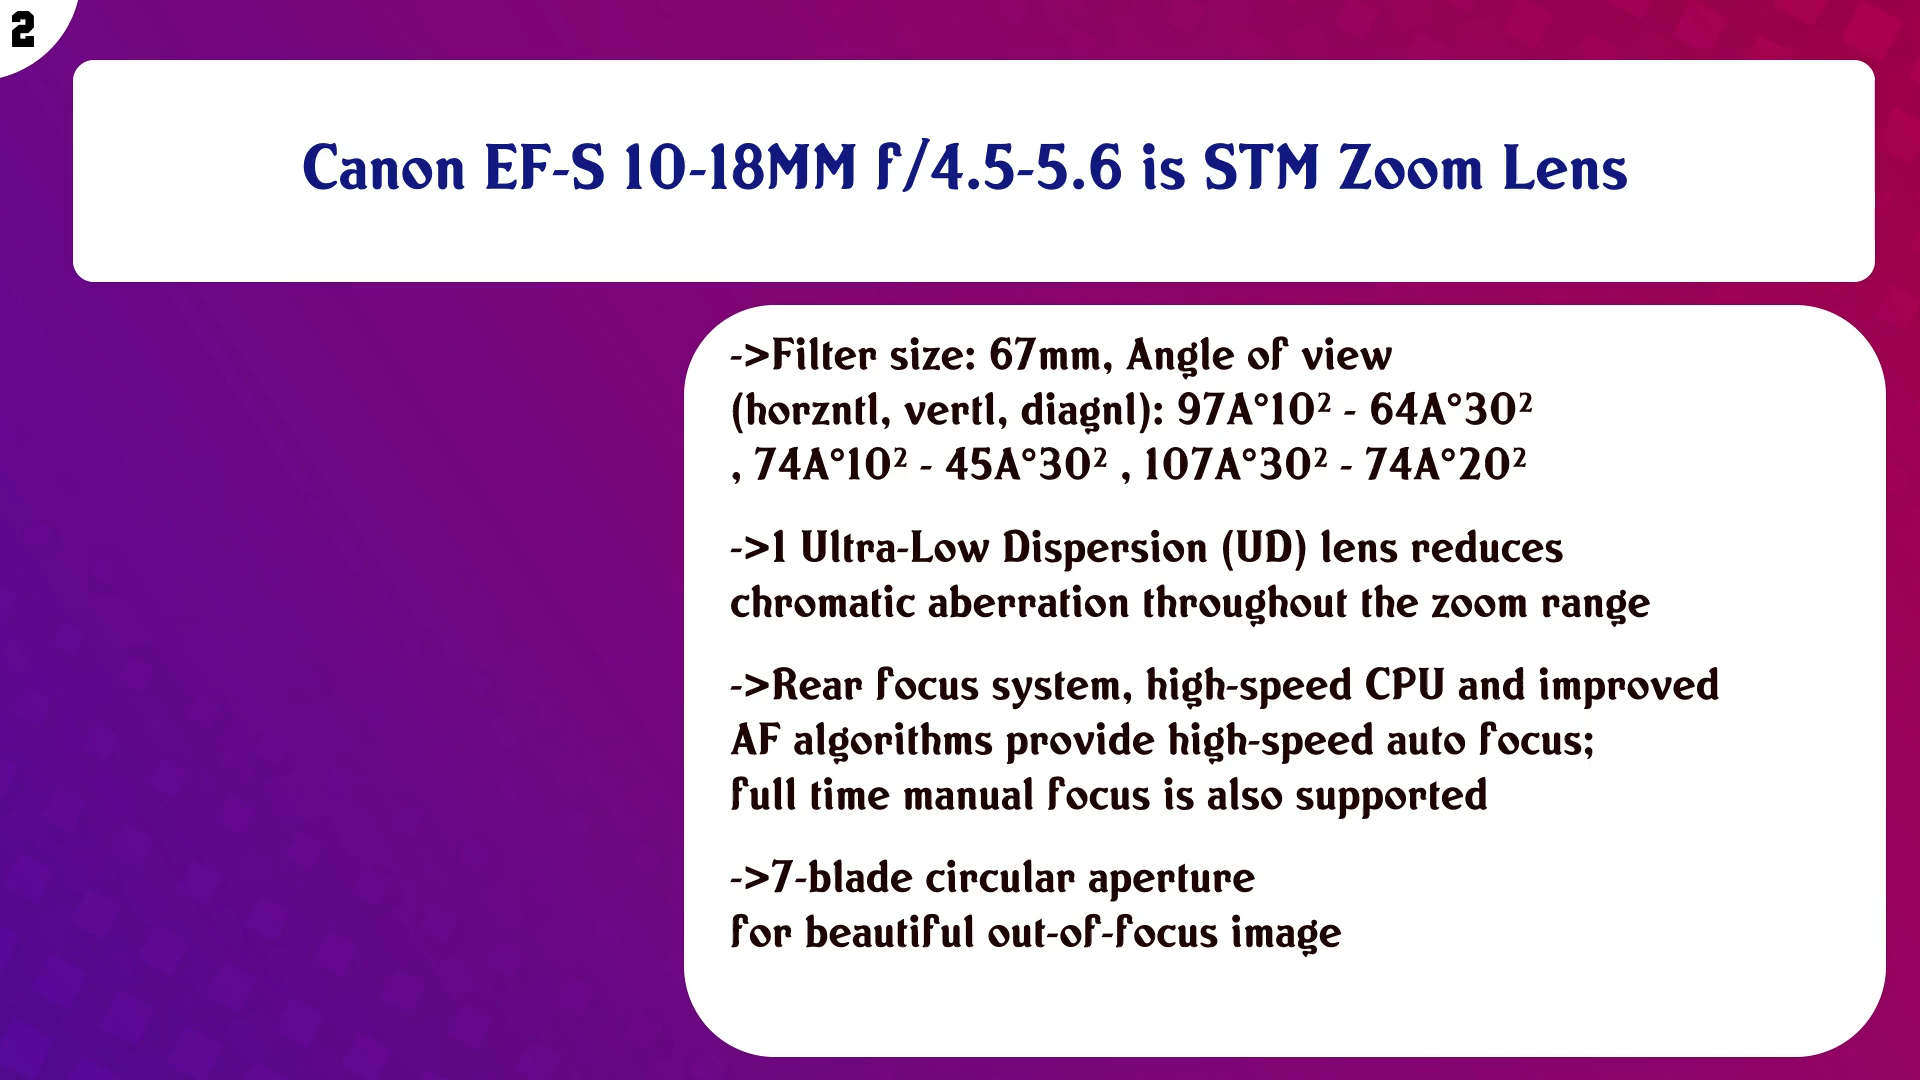 2
Canon EF-S 10-18MM f/4.5-5.6 is STM Zoom Lens
->Filter size: 67mm, Angle of view
(horzntl, vertl, diagnl): 97A°10² - 64A°30²
, 74A°10² - 45A°30² , 107A°30² - 74A°20²
->1 Ultra-Low Dispersion (UD) lens reduces
chromatic aberration throughout the zoom range
->Rear focus system, high-speed CPU and improved
AF algorithms provide high-speed auto focus;
full time manual focus is also supported
->7-blade circular aperture
for beautiful out-of-focus image